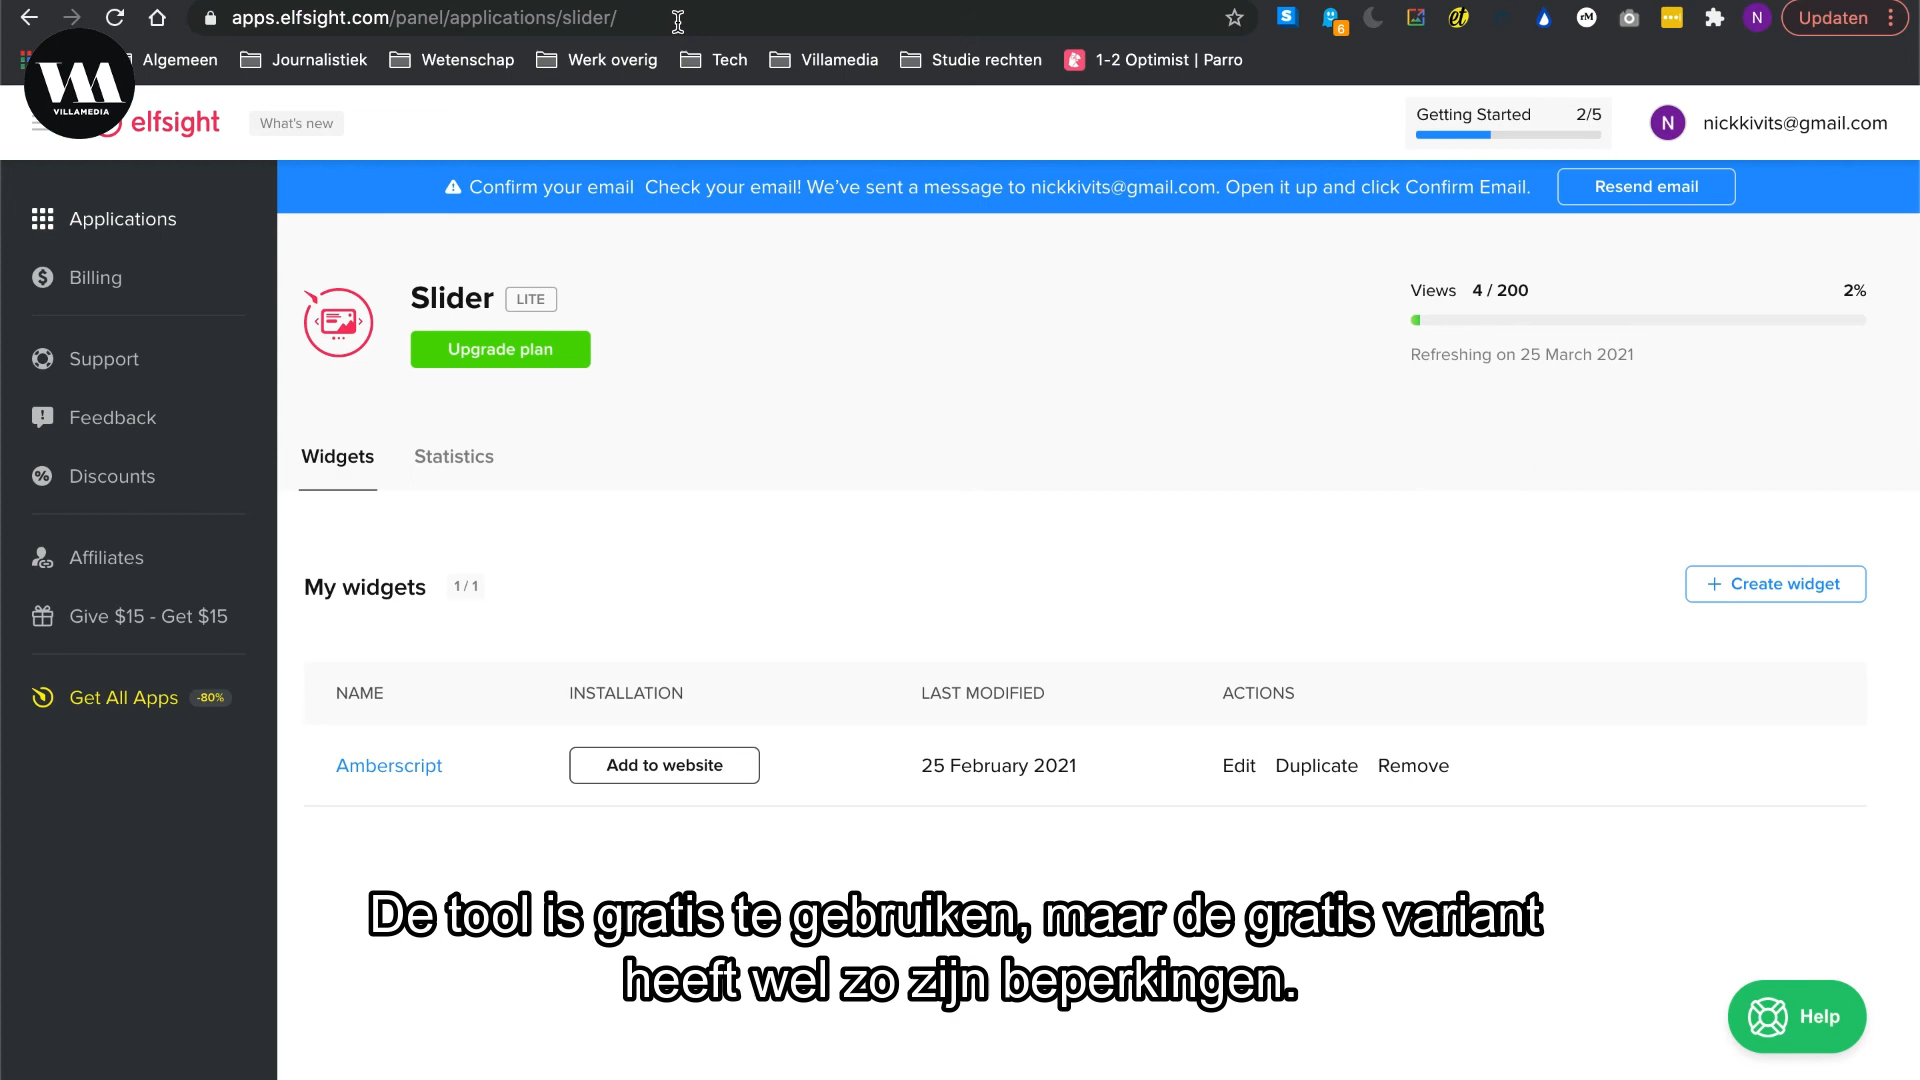 apps.elfsight.com/panel/applications/slider/
S
6
et
rM
N
Updaten
Algemeen
Journalistiek
Wetenschap
Werk overig
Tech
Villamedia
Studie rechten
1-2 Optimist | Parro
VM
VILLAMEDIA
elfsight
What's new
Getting Started 2/5
N
nickkivits@gmail.com
Confirm your email Check your email! We've sent a message to nickkivits@gmail.com. Open it up and click Confirm Email.
Resend email
Applications
Billing
Support
Feedback
Discounts
Affiliates
Give $15 - Get $15
Get All Apps -80%
Slider LITE
Upgrade plan
Views 4 / 200 2%
Refreshing on 25 March 2021
Widgets Statistics
My widgets 1 / 1
+ Create widget
NAME INSTALLATION LAST MODIFIED ACTIONS
Amberscript Add to website 25 February 2021 Edit Duplicate Remove
De tool is gratis te gebruiken, maar de gratis variant
heeft wel zo zijn beperkingen.
Help